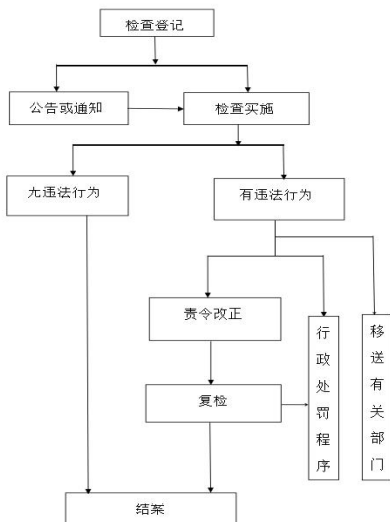 检查登记
公告或通知
检查实施
尢违法行为
有违法行为
责令改正
行政处罚程序
移送有关部门
复检
结案